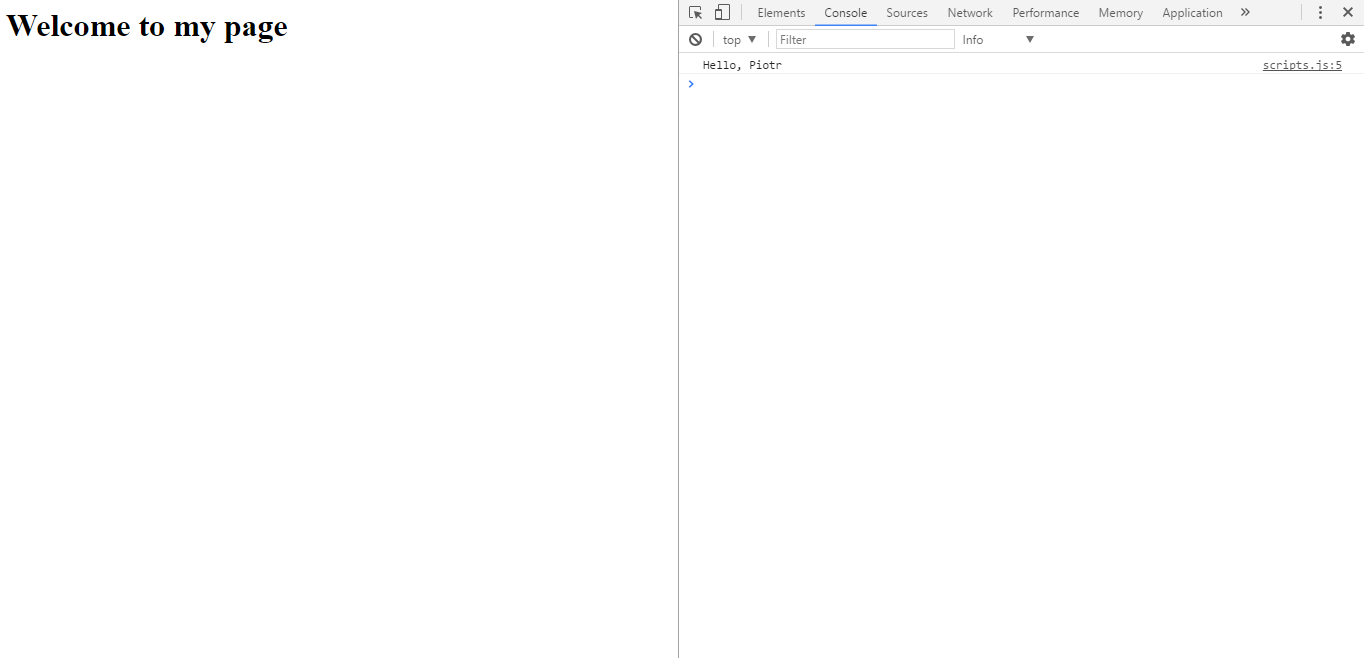 Welcome to my page
Elements Console Sources Network Performance Memory Application »
top ▼ Filter Info ▼
Hello, Piotr scripts.js:5
>